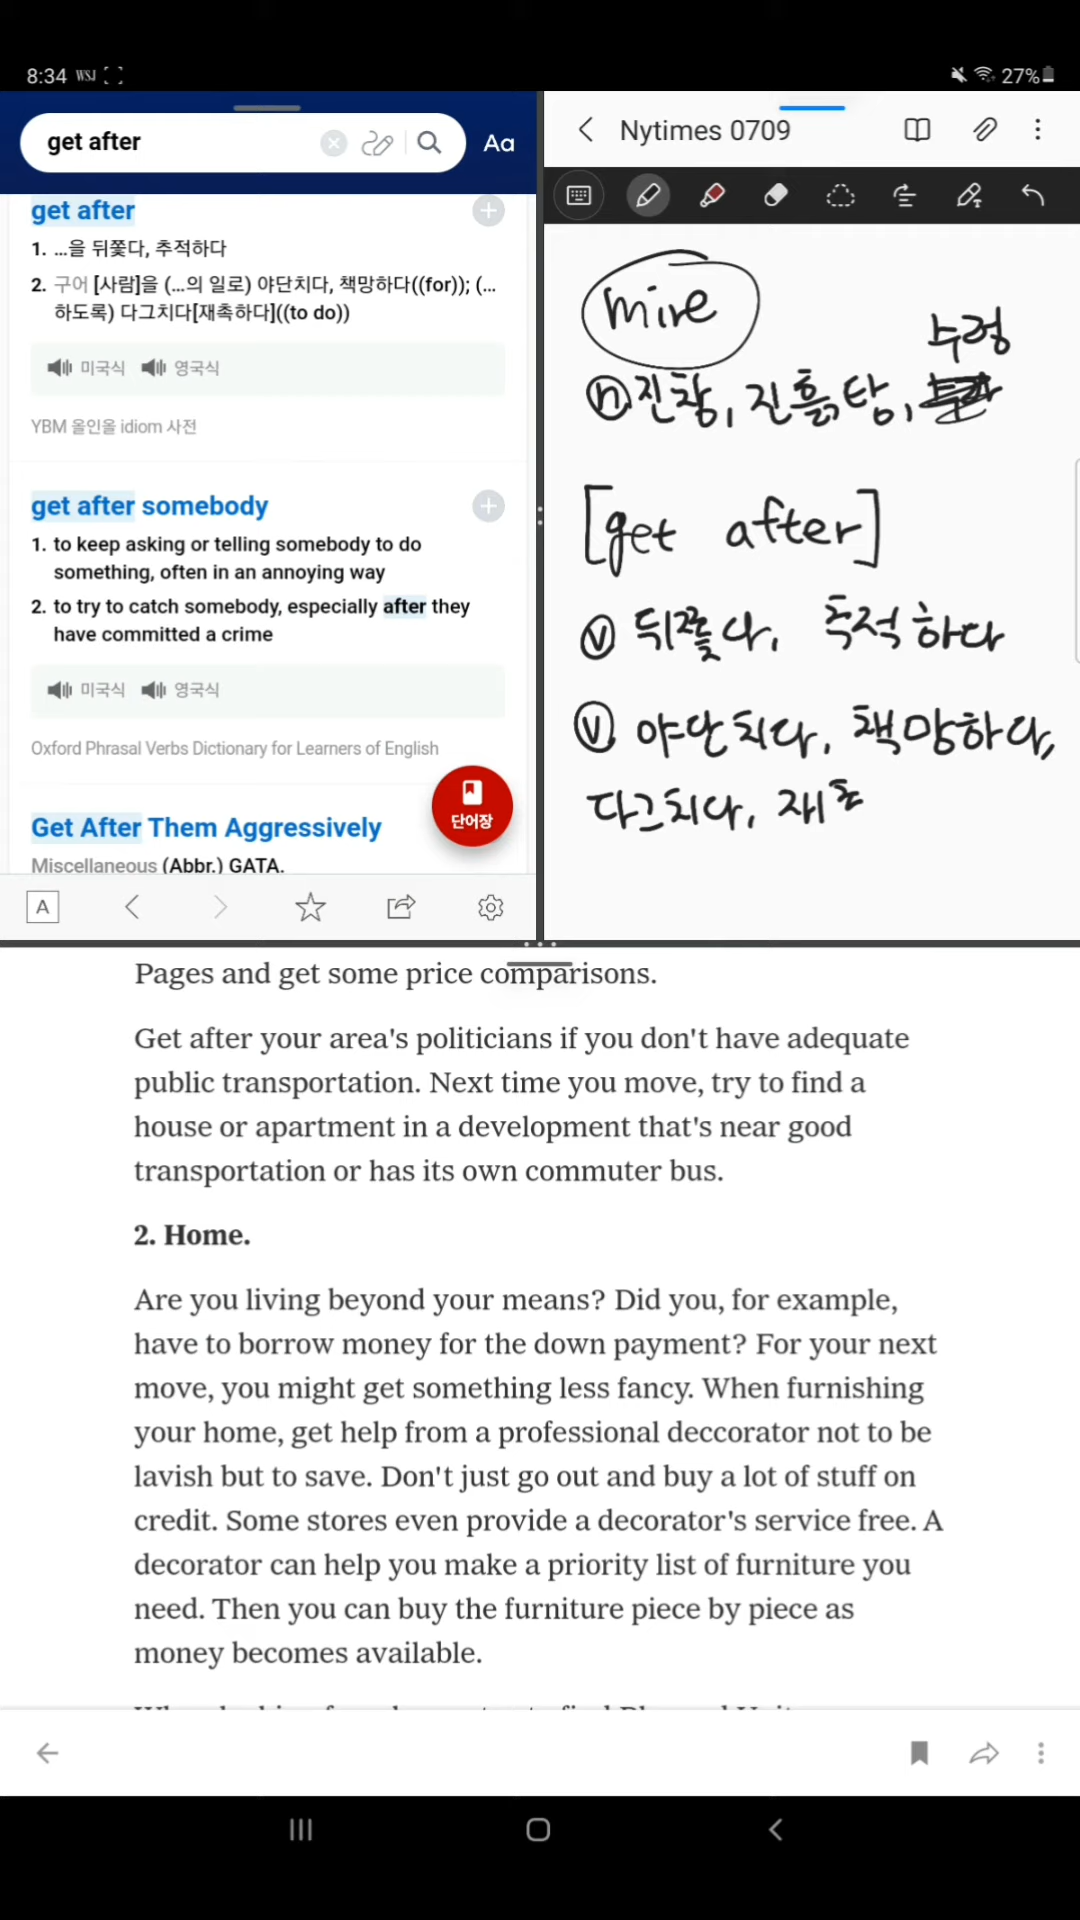 8:34 WSJ 27%
get after Aa
get after
1. ...을 뒤쫓다, 추적하다
2. 구어 [사람]을 (...의 일로) 야단치다, 책망하다((for)); (...
하도록) 다그치다[재촉하다]((to do))
미국식 영국식
YBM 올인올 idiom 사전
get after somebody
1. to keep asking or telling somebody to do
something, often in an annoying way
2. to try to catch somebody, especially after they
have committed a crime
미국식 영국식
Oxford Phrasal Verbs Dictionary for Learners of English
단어장
Get After Them Aggressively
Miscellaneous (Abbr.) GATA.
A
Nytimes 0709
mire
수렁
ⓝ 진창, 진흙탕,
[get after]
ⓥ 뒤쫓다, 추적하다
ⓥ 야단치다, 책망하다,
다그치다, 재촉
Pages and get some price comparisons.
Get after your area's politicians if you don't have adequate
public transportation. Next time you move, try to find a
house or apartment in a development that's near good
transportation or has its own commuter bus.
2. Home.
Are you living beyond your means? Did you, for example,
have to borrow money for the down payment? For your next
move, you might get something less fancy. When furnishing
your home, get help from a professional deccorator not to be
lavish but to save. Don't just go out and buy a lot of stuff on
credit. Some stores even provide a decorator's service free. A
decorator can help you make a priority list of furniture you
need. Then you can buy the furniture piece by piece as
money becomes available.